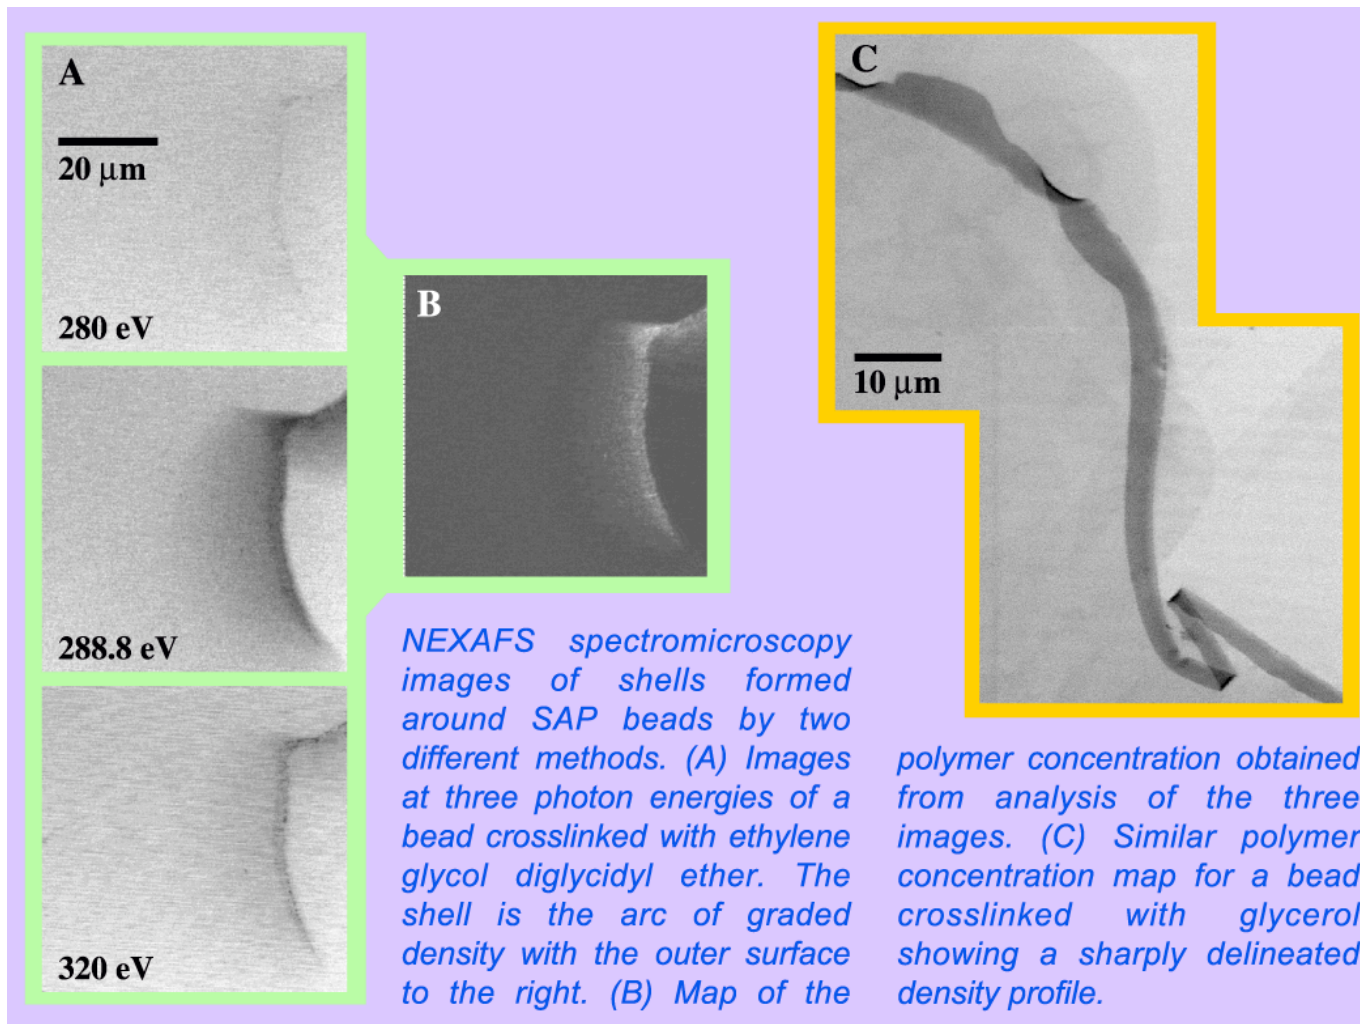 A
20 μm
280 eV
288.8 eV
320 eV
B
C
10 μm
NEXAFS spectromicroscopy
images of shells formed
around SAP beads by two
different methods. (A) Images
at three photon energies of a
bead crosslinked with ethylene
glycol diglycidyl ether. The
shell is the arc of graded
density with the outer surface
to the right. (B) Map of the
polymer concentration obtained
from analysis of the three
images. (C) Similar polymer
concentration map for a bead
crosslinked with glycerol
showing a sharply delineated
density profile.